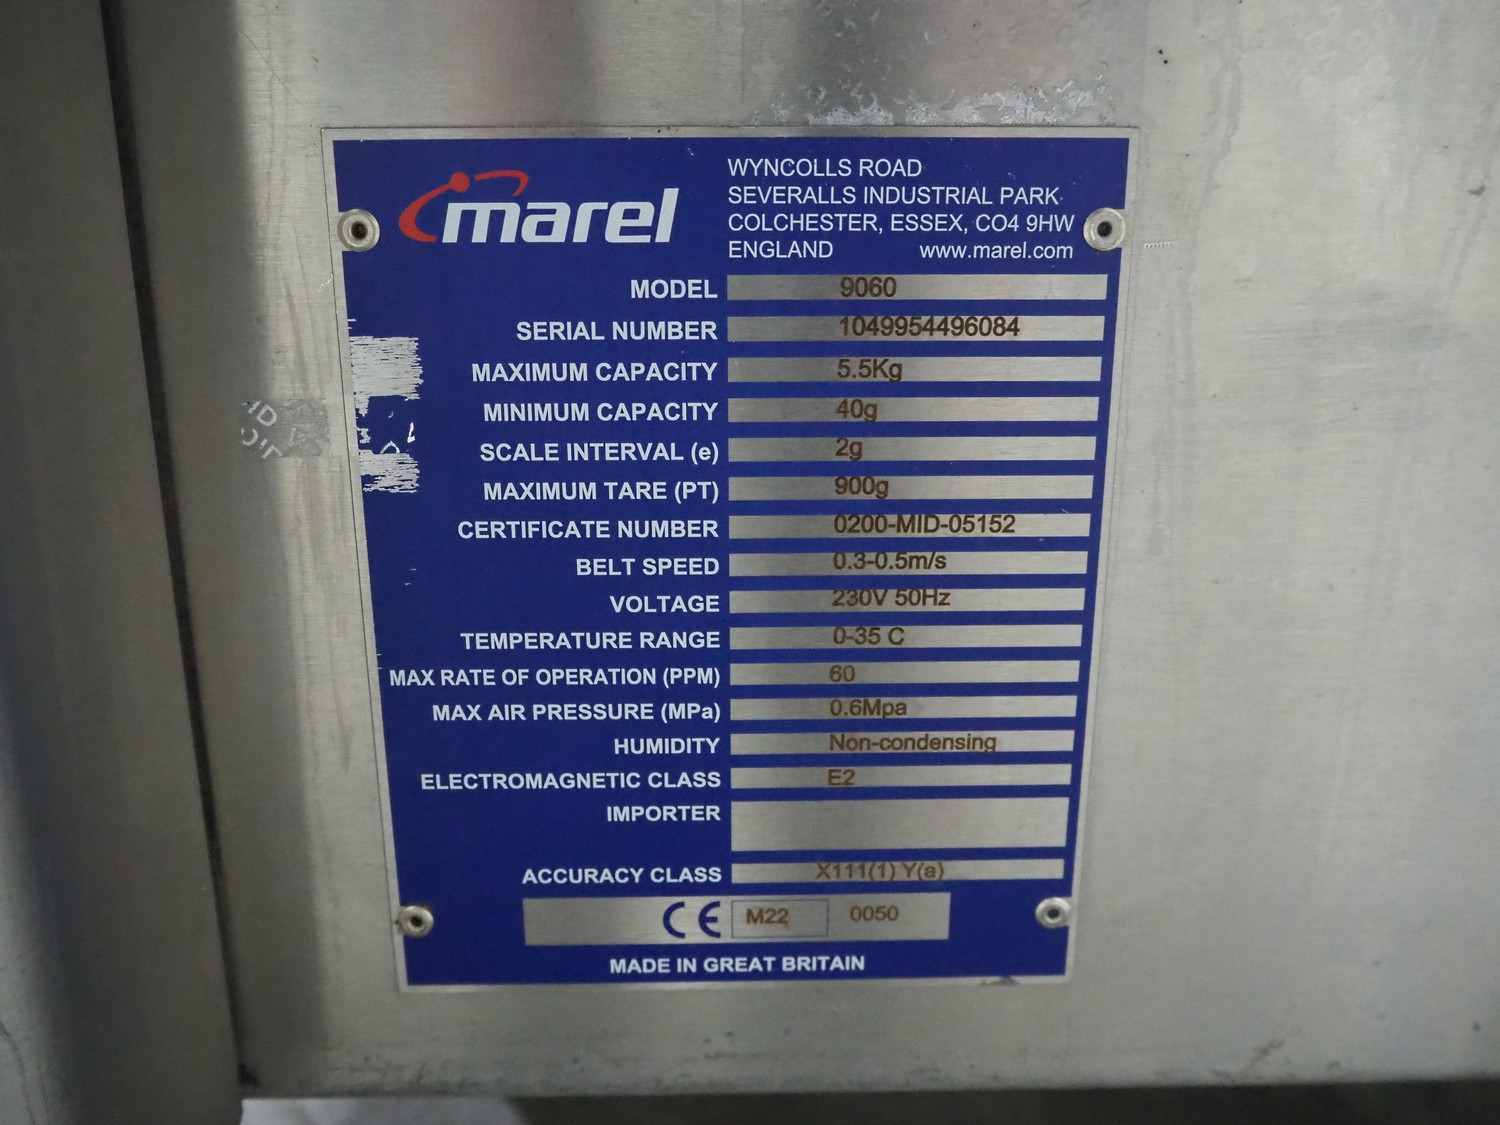 marel
WYNCOLLS ROAD
SEVERALLS INDUSTRIAL PARK
COLCHESTER, ESSEX, CO4 9HW
ENGLAND www.marel.com
MODEL 9060
SERIAL NUMBER 1049954496084
MAXIMUM CAPACITY 5.5Kg
MINIMUM CAPACITY 40g
SCALE INTERVAL (e) 2g
MAXIMUM TARE (PT) 900g
CERTIFICATE NUMBER 0200-MID-05152
BELT SPEED 0.3-0.5m/s
VOLTAGE 230V 50Hz
TEMPERATURE RANGE 0-35 C
MAX RATE OF OPERATION (PPM) 60
MAX AIR PRESSURE (MPa) 0.6Mpa
HUMIDITY Non-condensing
ELECTROMAGNETIC CLASS E2
IMPORTER
ACCURACY CLASS X111(1) Y(a)
CE M22 0050
MADE IN GREAT BRITAIN